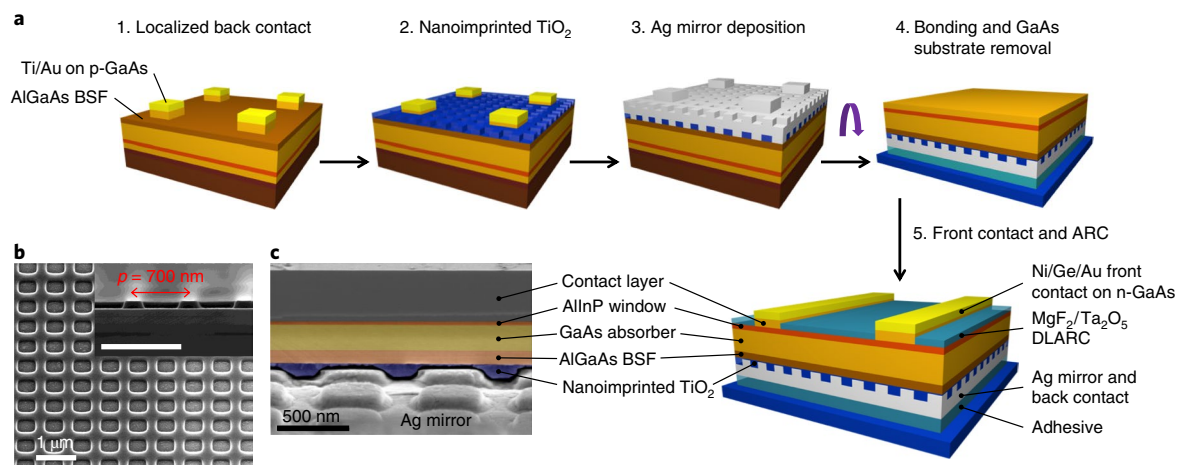 a
1. Localized back contact
2. Nanoimprinted TiO2
3. Ag mirror deposition
4. Bonding and GaAs
substrate removal
Ti/Au on p-GaAs
AlGaAs BSF
5. Front contact and ARC
b
p = 700 nm
1 μm
c
Contact layer
AlInP window
GaAs absorber
AlGaAs BSF
Nanoimprinted TiO2
500 nm
Ag mirror
Ni/Ge/Au front
contact on n-GaAs
MgF2/Ta2O5
DLARC
Ag mirror and
back contact
Adhesive